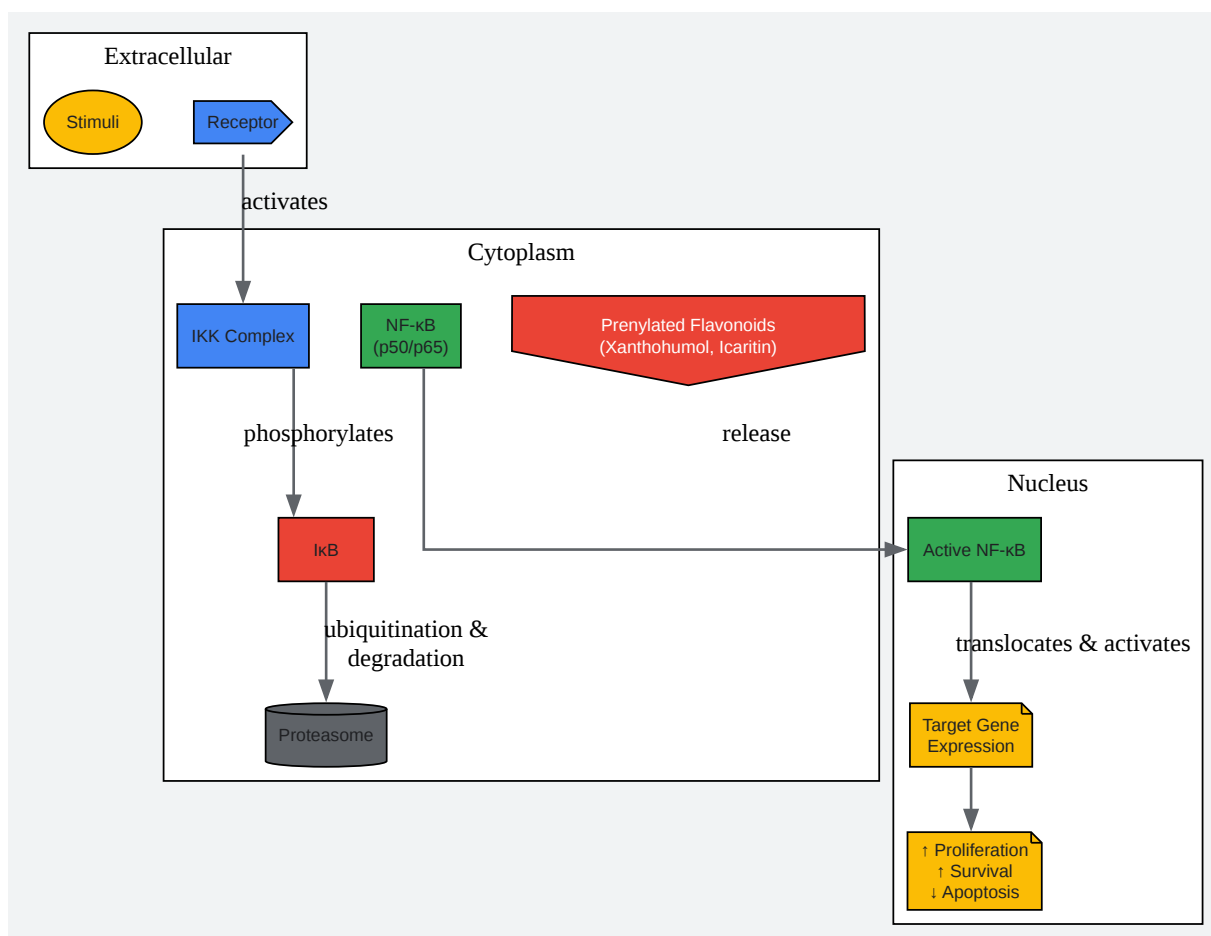 Extracellular
Stimuli
Receptor
activates
Cytoplasm
IKK Complex
NF-κB
(p50/p65)
Prenylated Flavonoids
(Xanthohumol, Icaritin)
phosphorylates
release
Nucleus
IκB
Active NF-κB
ubiquitination &
degradation
translocates & activates
Proteasome
Target Gene
Expression
↑ Proliferation
↑ Survival
↓ Apoptosis